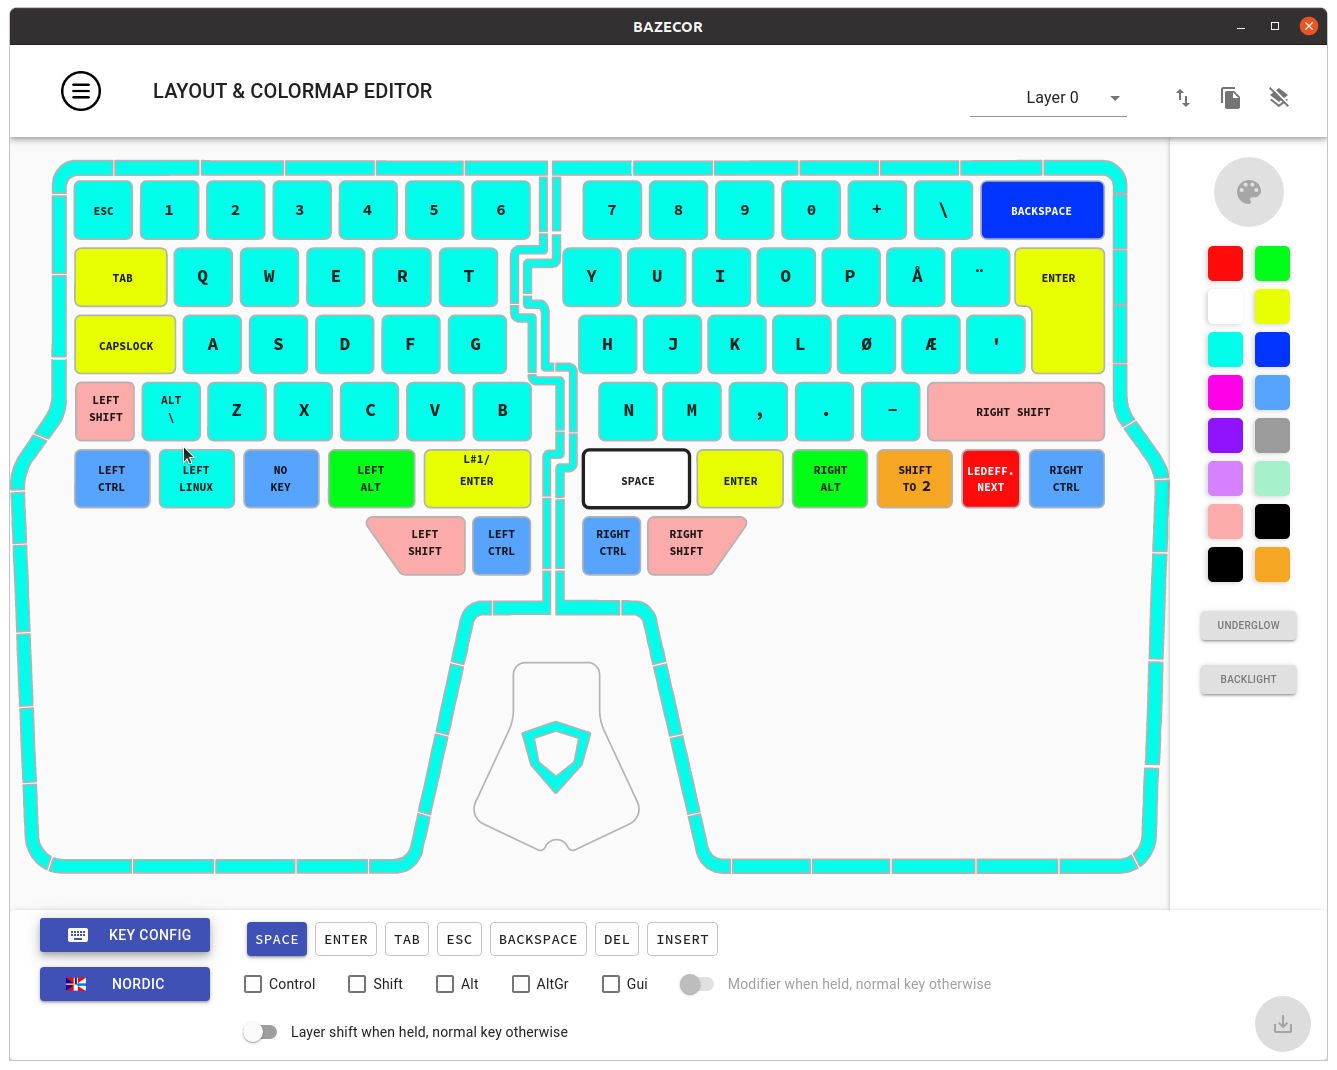 BAZECOR
LAYOUT & COLORMAP EDITOR
Layer 0
ESC 1 2 3 4 5 6 7 8 9 0 + \ BACKSPACE
TAB Q W E R T Y U I O P Å ¨ ENTER
CAPSLOCK A S D F G H J K L Ø Æ '
LEFT SHIFT
ALT \
Z X C V B N M , . − RIGHT SHIFT
LEFT CTRL
LEFT LINUX
NO KEY
LEFT ALT
L#1/ ENTER
SPACE
ENTER
RIGHT ALT
SHIFT TO 2
LEDEFF. NEXT
RIGHT CTRL
LEFT SHIFT
LEFT CTRL
RIGHT CTRL
RIGHT SHIFT
UNDERGLOW
BACKLIGHT
KEY CONFIG
NORDIC
SPACE ENTER TAB ESC BACKSPACE DEL INSERT
Control Shift Alt AltGr Gui Modifier when held, normal key otherwise
Layer shift when held, normal key otherwise